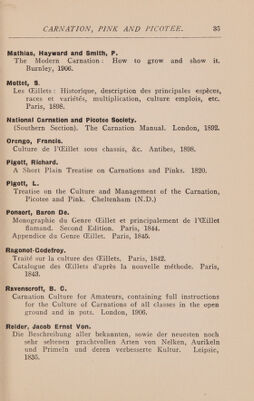 CARNATION, PINK AND PICOTEE. 35
Mathias, Hayward and Smith, P.
The Modern Carnation: How to grow and show it.
Burnley, 1906.
Mottet, S.
Les Œillets: Historique, description des principales espèces,
races et variétés, multiplication, culture emplois, etc.
Paris, 1898.
National Carnation and Picotee Society.
(Southern Section). The Carnation Manual. London, 1892.
Orengo, Francis.
Culture de l'Œillet sous chassis, &c. Antibes, 1898.
Pigott, Richard.
A Short Plain Treatise on Carnations and Pinks. 1820.
Pigott, L.
Treatise on the Culture and Management of the Carnation,
Picotee and Pink. Cheltenham (N.D.)
Ponsort, Baron De.
Monographie du Genre Œillet et principalement de l'Œillet
flamand. Second Edition. Paris, 1844.
Appendice du Genre Œillet. Paris, 1845.
Ragonot-Godefroy.
Traité sur la culture des Œillets, Paris, 1842.
Catalogue des Œillets d'après la nouvelle méthode. Paris,
1843.
Ravenscroft, B. C.
Carnation Culture for Amateurs, containing full instructions
for the Culture of Carnations of all classes in the open
ground and in pots. London, 1906.
Reider, Jacob Ernst Von.
Die Beschreibung aller bekannten, sowie der neuesten noch
sehr seltenen prachtvollen Arten von Nelken, Aurikeln
und Primeln und deren verbesserte Kultur. Leipsic,
1835.